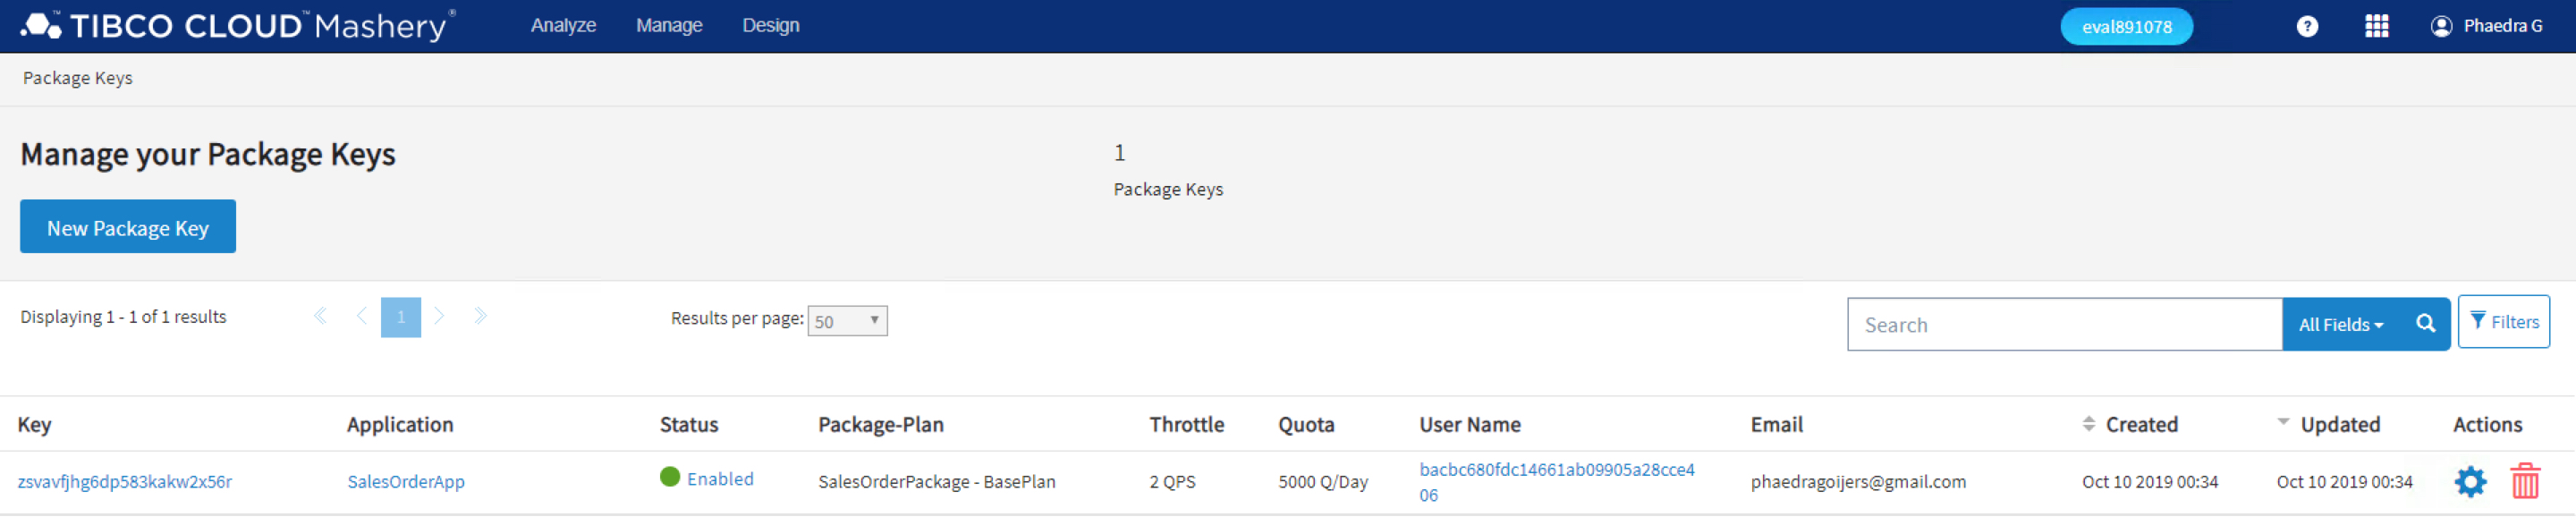 TIBCO CLOUD™ Mashery® Analyze Manage Design eval891078 ? Phaedra G
Package Keys
Manage your Package Keys
1
Package Keys
New Package Key
Displaying 1 - 1 of 1 results « < 1 > » Results per page: 50 Search All Fields Filters
Key Application Status Package-Plan Throttle Quota User Name Email Created Updated Actions
zsvavfjhg6dp583kakw2x56r SalesOrderApp Enabled SalesOrderPackage - BasePlan 2 QPS 5000 Q/Day bacbc680fdc14661ab09905a28cce4 phaedragoijers@gmail.com Oct 10 2019 00:34 Oct 10 2019 00:34
06